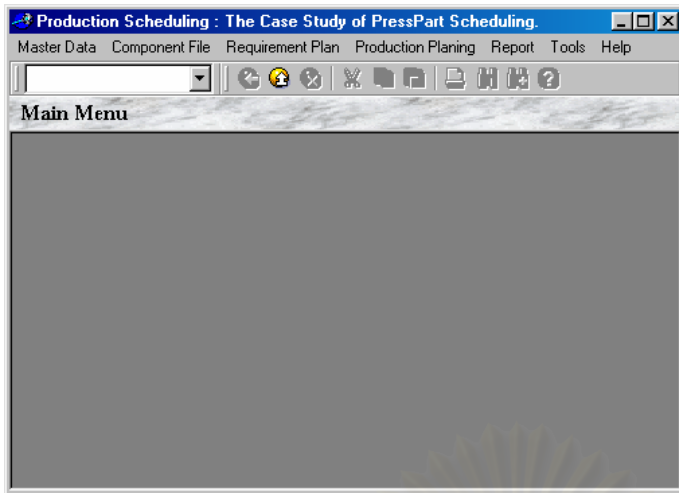 Production Scheduling : The Case Study of PressPart Scheduling.
Master Data Component File Requirement Plan Production Planing Report Tools Help
Main Menu